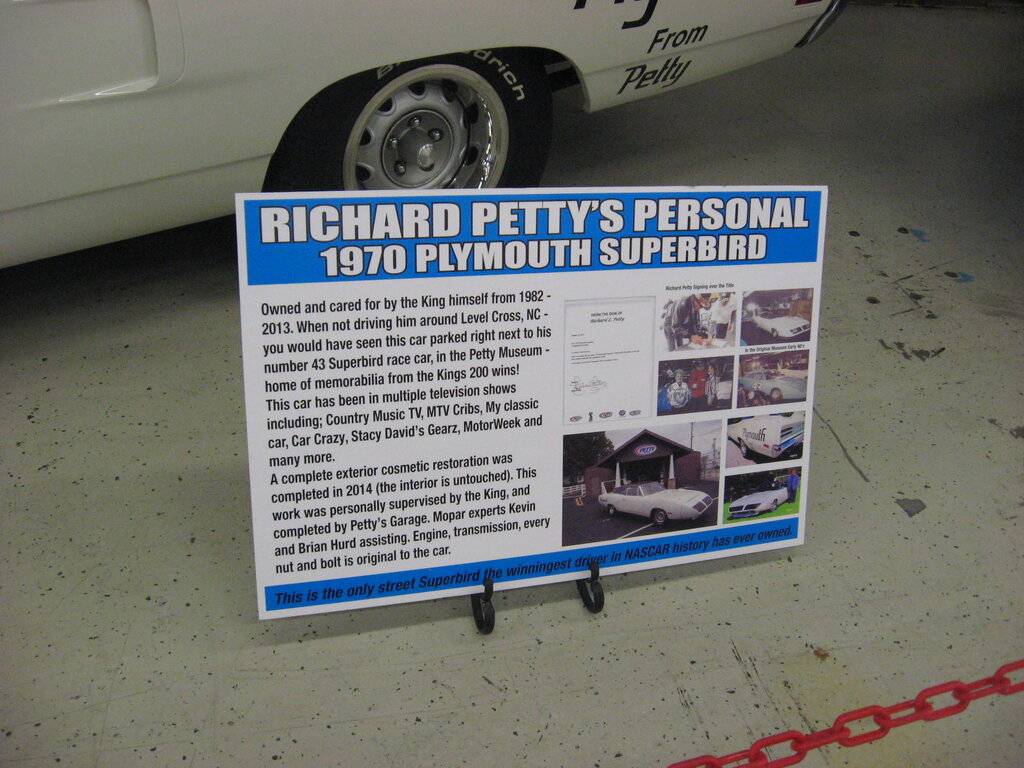 From
Petty
drich
RICHARD PETTY'S PERSONAL
1970 PLYMOUTH SUPERBIRD
Owned and cared for by the King himself from 1982 -
2013. When not driving him around Level Cross, NC -
you would have seen this car parked right next to his
number 43 Superbird race car, in the Petty Museum -
home of memorabilia from the Kings 200 wins!
This car has been in multiple television shows
including; Country Music TV, MTV Cribs, My classic
car, Car Crazy, Stacy David's Gearz, MotorWeek and
many more.
A complete exterior cosmetic restoration was
completed in 2014 (the interior is untouched). This
work was personally supervised by the King, and
completed by Petty's Garage. Mopar experts Kevin
and Brian Hurd assisting. Engine, transmission, every
nut and bolt is original to the car.
Richard Petty Signing over the Title
FROM THE DESK OF
Richard L. Petty
In the Original Museum Early 90's
PETTY
Plymouth
This is the only street Superbird the winningest driver in NASCAR history has ever owned.